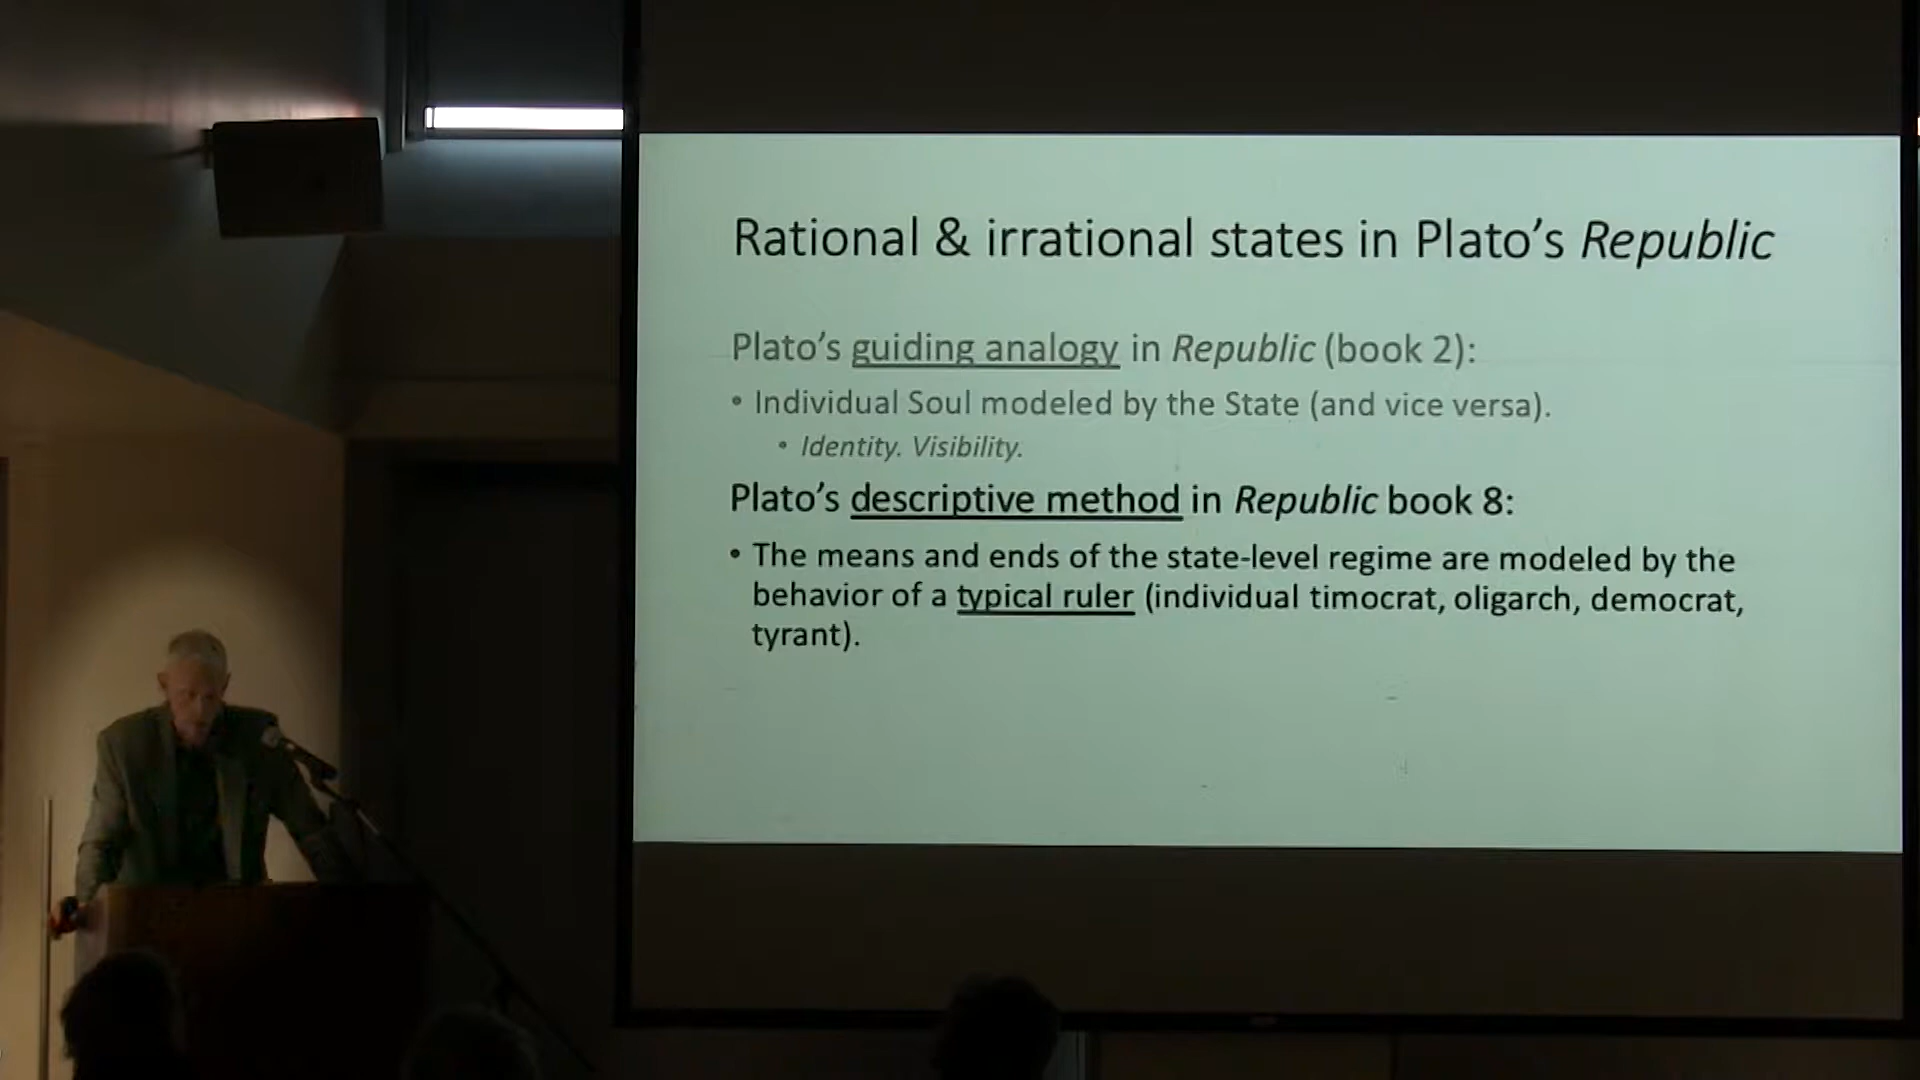 Rational & irrational states in Plato’s Republic
Plato’s guiding analogy in Republic (book 2):
• Individual Soul modeled by the State (and vice versa).
• Identity. Visibility.
Plato’s descriptive method in Republic book 8:
• The means and ends of the state-level regime are modeled by the
behavior of a typical ruler (individual timocrat, oligarch, democrat,
tyrant).